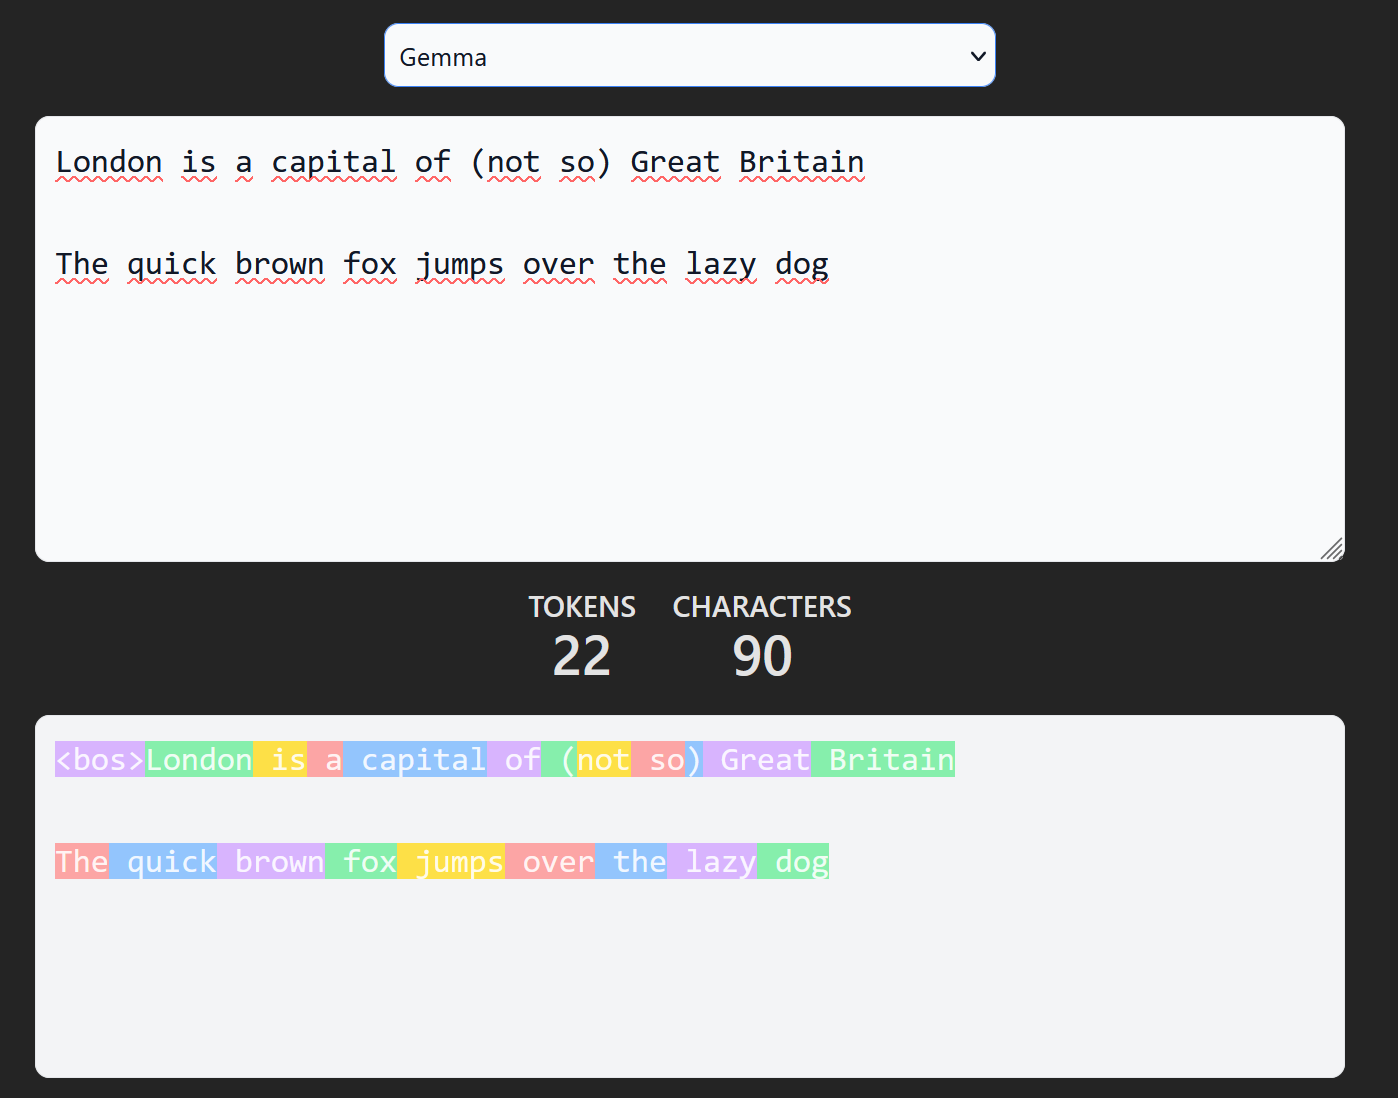 Gemma
London is a capital of (not so) Great Britain
The quick brown fox jumps over the lazy dog
TOKENS CHARACTERS
22 90
<bos>London is a capital of (not so) Great Britain
The quick brown fox jumps over the lazy dog